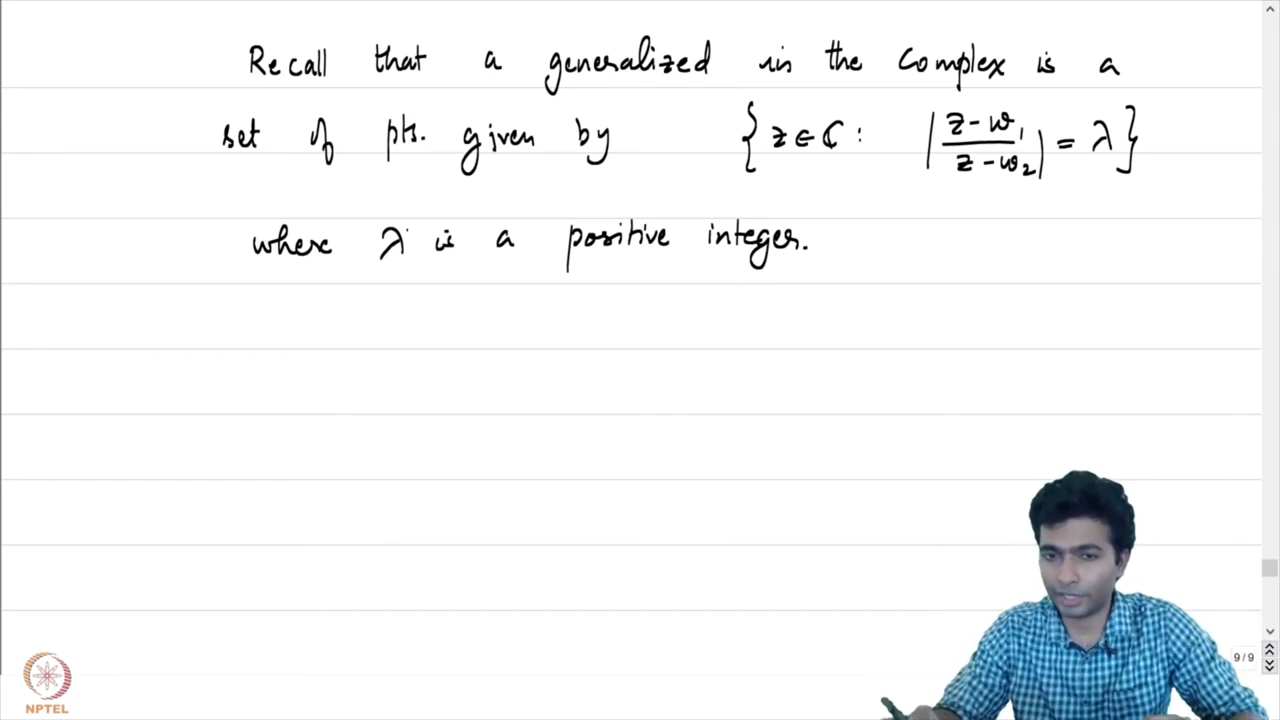 Recall that a generalized in the complex is a
set of pts. given by { z ∈ ℂ : | (z - w₁) / (z - w₂) | = λ }
where λ is a positive integer.
9 / 9
NPTEL